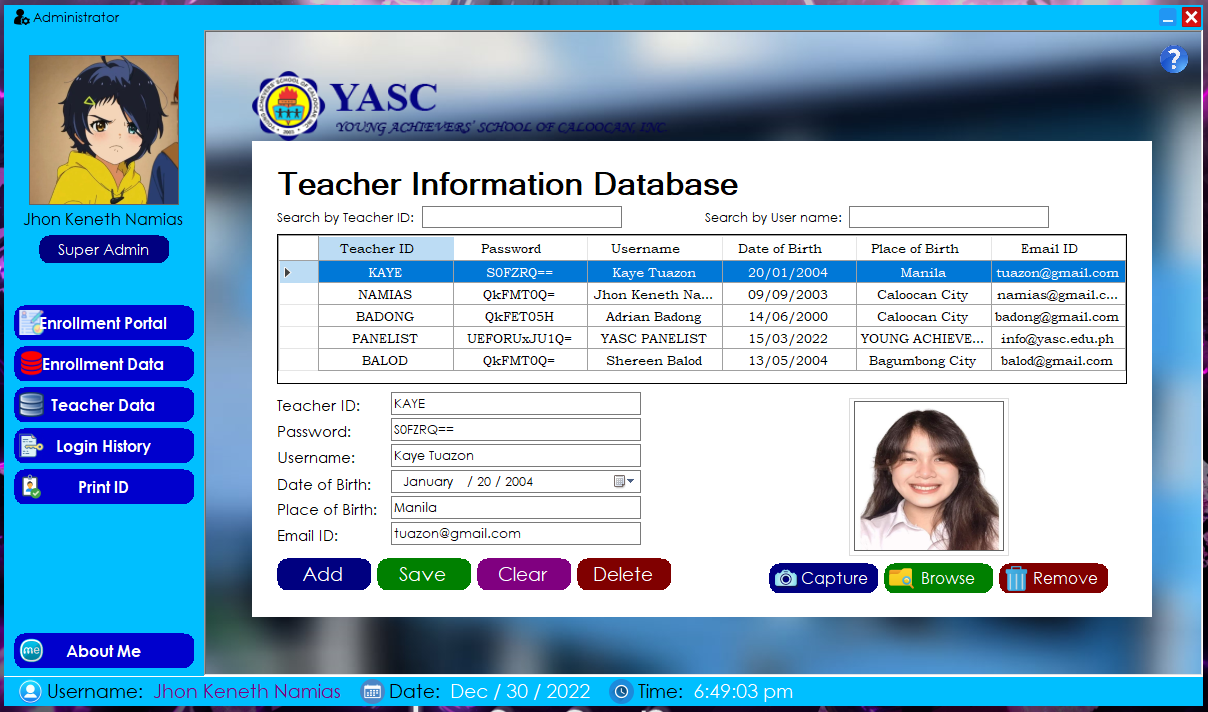 Administrator
YASC
YOUNG ACHIEVERS' SCHOOL OF CALOOCAN, INC.
Jhon Keneth Namias
Super Admin
Enrollment Portal
Enrollment Data
Teacher Data
Login History
Print ID
About Me
Teacher Information Database
Search by Teacher ID: Search by User name:
Teacher ID Password Username Date of Birth Place of Birth Email ID
KAYE S0FZRQ== Kaye Tuazon 20/01/2004 Manila tuazon@gmail.com
NAMIAS QkFMT0Q= Jhon Keneth Na... 09/09/2003 Caloocan City namias@gmail.c...
BADONG QkFET05H Adrian Badong 14/06/2000 Caloocan City badong@gmail.com
PANELIST UEFORUxJU1Q= YASC PANELIST 15/03/2022 YOUNG ACHIEVE... info@yasc.edu.ph
BALOD QkFMT0Q= Shereen Balod 13/05/2004 Bagumbong City balod@gmail.com
Teacher ID: KAYE
Password: S0FZRQ==
Username: Kaye Tuazon
Date of Birth: January / 20 / 2004
Place of Birth: Manila
Email ID: tuazon@gmail.com
Add Save Clear Delete
Capture Browse Remove
Username: Jhon Keneth Namias Date: Dec / 30 / 2022 Time: 6:49:03 pm